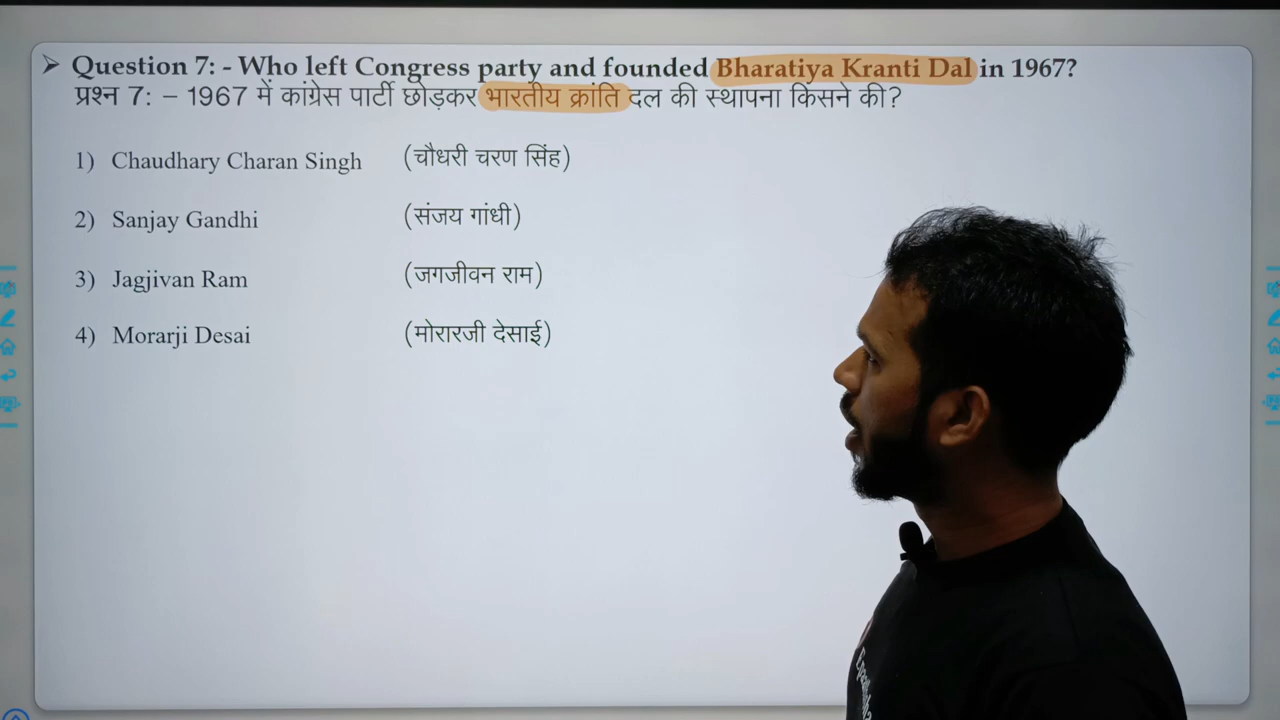 ➢ Question 7: - Who left Congress party and founded Bharatiya Kranti Dal in 1967?
प्रश्न 7: – 1967 में कांग्रेस पार्टी छोड़कर भारतीय क्रांति दल की स्थापना किसने की?
1) Chaudhary Charan Singh (चौधरी चरण सिंह)
2) Sanjay Gandhi (संजय गांधी)
3) Jagjivan Ram (जगजीवन राम)
4) Morarji Desai (मोरारजी देसाई)